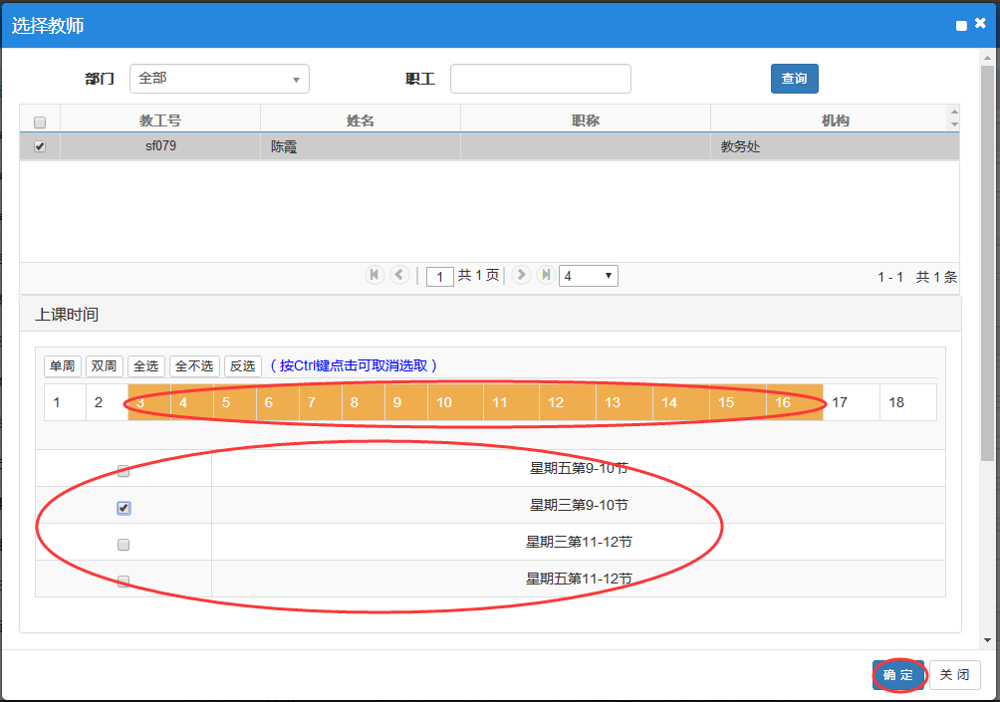 选择教师
部门 全部 职工 查询
教工号 姓名 职称 机构
sf079 陈霞 教务处
1 共 1 页 4 1 - 1 共 1 条
上课时间
单周 双周 全选 全不选 反选 （按Ctrl键点击可取消选取）
1 2 3 4 5 6 7 8 9 10 11 12 13 14 15 16 17 18
星期五第9-10节
星期三第9-10节
星期三第11-12节
星期五第11-12节
确 定 关 闭